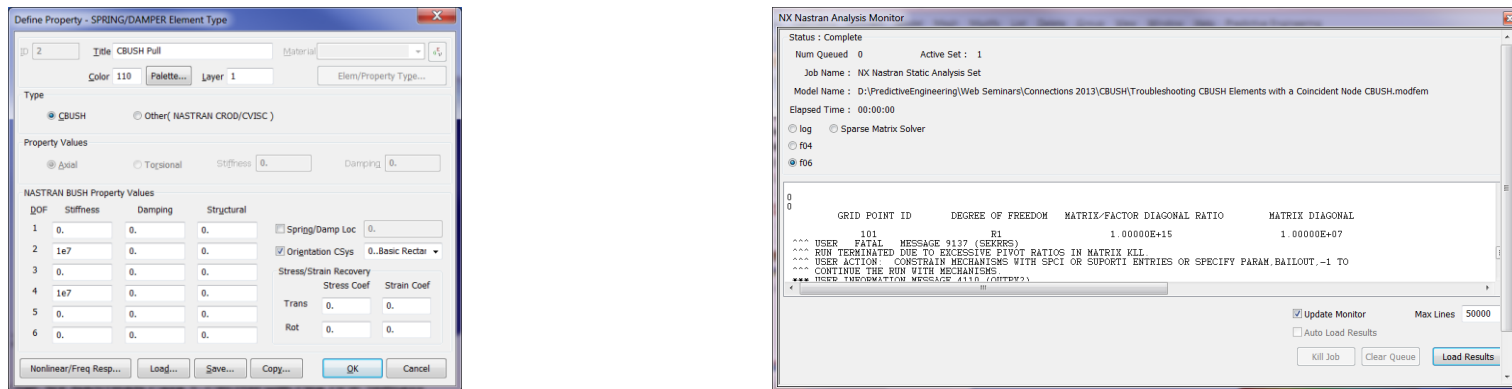 Define Property - SPRING/DAMPER Element Type
ID 2 Title CBUSH Pull Material
Color 110 Palette... Layer 1 Elem/Property Type...
Type
CBUSH Other( NASTRAN CROD/CVISC )
Property Values
Axial Torsional Stiffness 0. Damping 0.
NASTRAN BUSH Property Values
DOF Stiffness Damping Structural
1 0. 0. 0. Spring/Damp Loc 0.
2 1e7 0. 0. Orientation CSys 0..Basic Rectar
3 0. 0. 0. Stress/Strain Recovery
Stress Coef Strain Coef
4 1e7 0. 0. Trans 0. 0.
5 0. 0. 0.
6 0. 0. 0. Rot 0. 0.
Nonlinear/Freq Resp... Load... Save... Copy... OK Cancel
NX Nastran Analysis Monitor
Status : Complete
Num Queued 0 Active Set : 1
Job Name : NX Nastran Static Analysis Set
Model Name : D:\PredictiveEngineering\Web Seminars\Connections 2013\CBUSH\Troubleshooting CBUSH Elements with a Coincident Node CBUSH.modfem
Elapsed Time : 00:00:00
log Sparse Matrix Solver
f04
f06
0
0
GRID POINT ID DEGREE OF FREEDOM MATRIX/FACTOR DIAGONAL RATIO MATRIX DIAGONAL
101 R1 1.00000E+15 1.00000E+07
^^^ USER FATAL MESSAGE 9137 (SEKRRS)
^^^ RUN TERMINATED DUE TO EXCESSIVE PIVOT RATIOS IN MATRIX KLL.
^^^ USER ACTION: CONSTRAIN MECHANISMS WITH SPCI OR SUPORTI ENTRIES OR SPECIFY PARAM,BAILOUT,-1 TO
^^^ CONTINUE THE RUN WITH MECHANISMS.
*** USER INFORMATION MESSAGE 4110 (OUTPX2)
Update Monitor Max Lines 50000
Auto Load Results
Kill Job Clear Queue Load Results